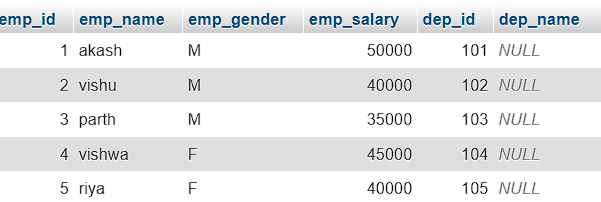 emp_id emp_name emp_gender emp_salary dep_id dep_name
1 akash M 50000 101 NULL
2 vishu M 40000 102 NULL
3 parth M 35000 103 NULL
4 vishwa F 45000 104 NULL
5 riya F 40000 105 NULL